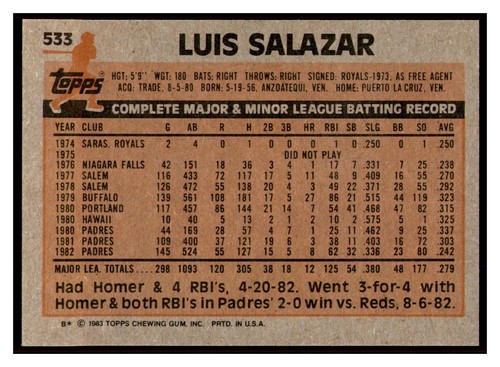 533
LUIS SALAZAR
topps
HGT: 5'9" WGT: 180 BATS: RIGHT THROWS: RIGHT SIGNED: ROYALS-1973, AS FREE AGENT
ACQ: TRADE, 8-5-80 BORN: 5-19-56, ANZOATEQUI, VEN. HOME: PUERTO LA CRUZ, VEN.
COMPLETE MAJOR & MINOR LEAGUE BATTING RECORD
YEAR CLUB G AB R H 2B 3B HR RBI SB SLG BB SO AVG
1974 SARAS. ROYALS 2 4 0 1 0 0 0 0 0 .250 0 1 .250
1975 DID NOT PLAY
1976 NIAGARA FALLS 42 151 18 36 3 4 1 17 7 .331 7 25 .238
1977 SALEM 116 433 72 117 17 5 11 48 9 .409 16 55 .270
1978 SALEM 126 472 55 138 20 4 3 56 22 .371 28 55 .292
1979 BUFFALO 139 561 108 181 17 5 27 86 21 .515 44 119 .323
1980 PORTLAND 117 457 86 144 21 14 7 64 43 .468 47 82 .315
1980 HAWAII 10 40 5 13 2 1 0 7 2 .425 5 5 .325
1980 PADRES 44 169 28 57 4 7 1 25 11 .462 9 25 .337
1981 PADRES 109 400 37 121 19 6 3 38 11 .403 16 72 .303
1982 PADRES 145 524 55 127 15 5 8 62 32 .336 23 80 .242
MAJOR LEA. TOTALS 298 1093 120 305 38 18 12 125 54 .380 48 177 .279
Had Homer & 4 RBI's, 4-20-82. Went 3-for-4 with
Homer & both RBI's in Padres' 2-0 win vs. Reds, 8-6-82.
B* © 1983 TOPPS CHEWING GUM, INC. PRTD. IN U.S.A.